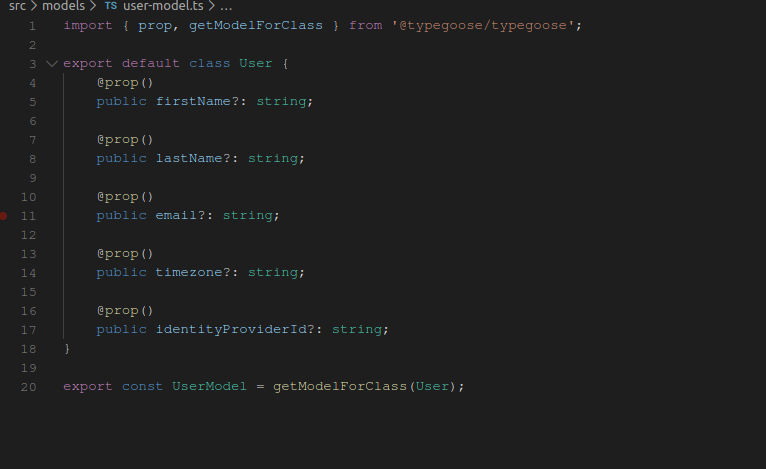 src > models > TS user-model.ts > ...
1 import { prop, getModelForClass } from '@typegoose/typegoose';
2
3 export default class User {
4 @prop()
5 public firstName?: string;
6
7 @prop()
8 public lastName?: string;
9
10 @prop()
11 public email?: string;
12
13 @prop()
14 public timezone?: string;
15
16 @prop()
17 public identityProviderId?: string;
18 }
19
20 export const UserModel = getModelForClass(User);